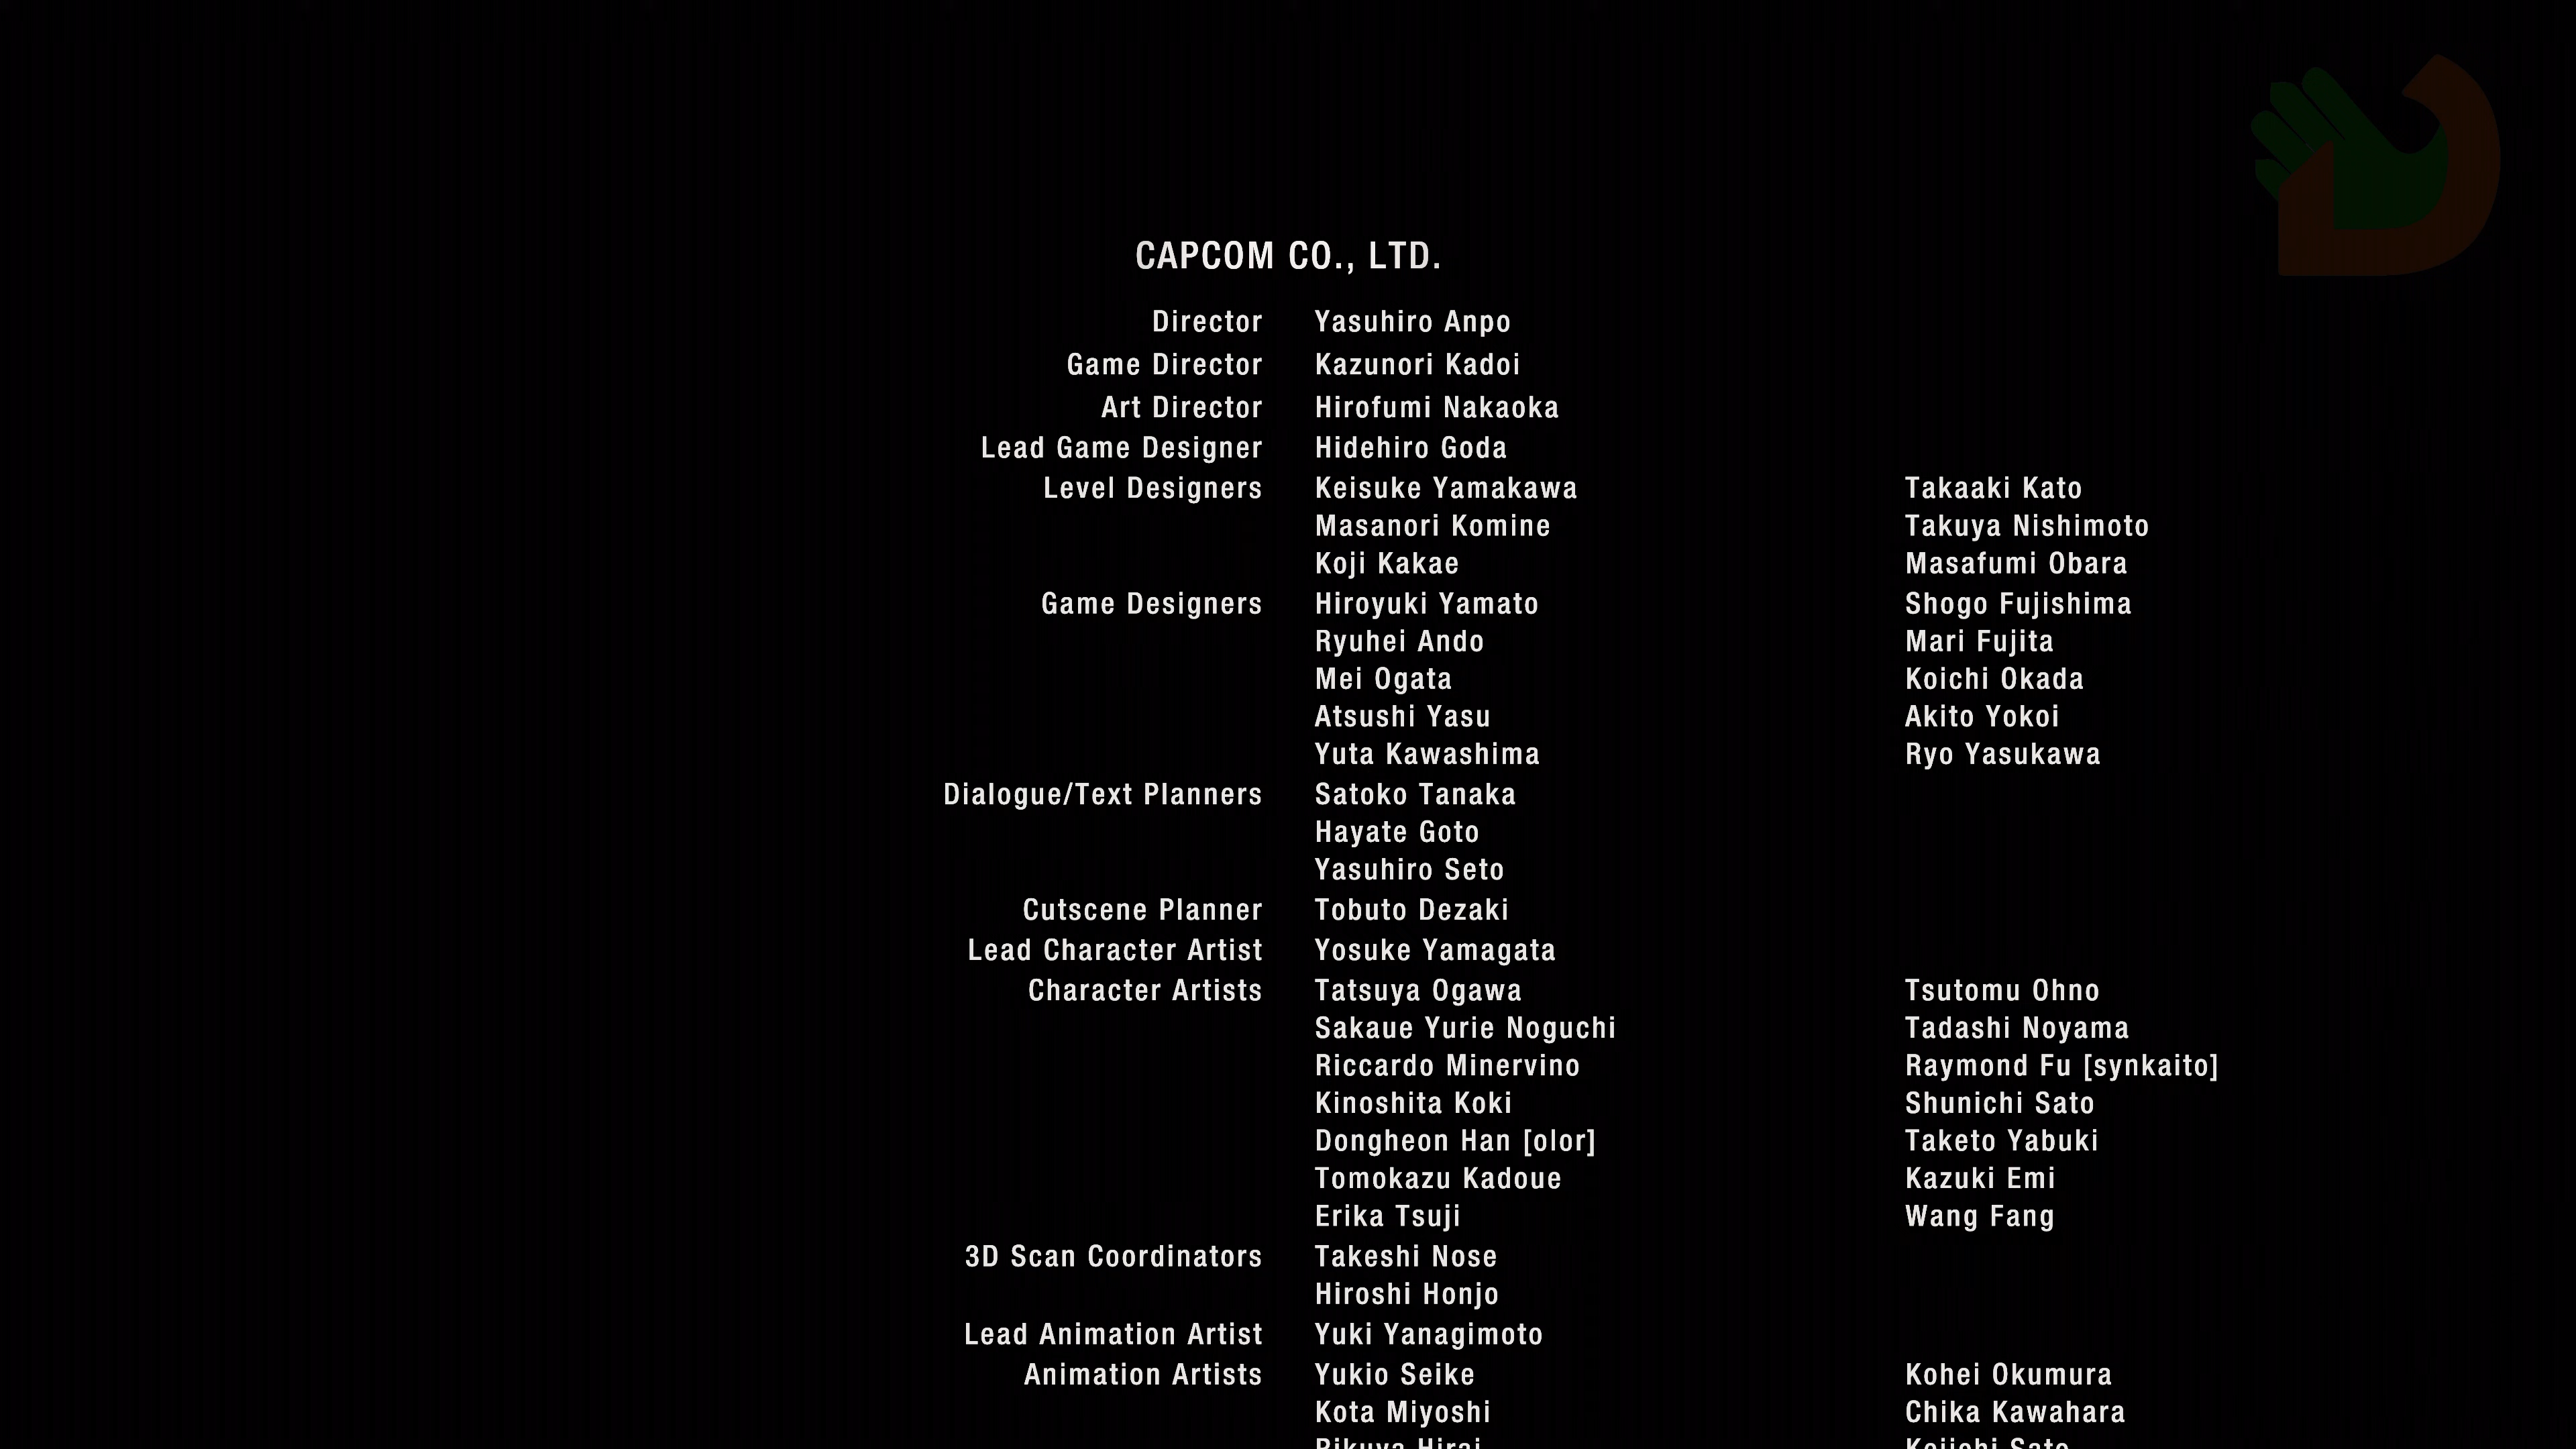 CAPCOM CO., LTD.
Director Yasuhiro Anpo
Game Director Kazunori Kadoi
Art Director Hirofumi Nakaoka
Lead Game Designer Hidehiro Goda
Level Designers Keisuke Yamakawa Takaaki Kato
Masanori Komine Takuya Nishimoto
Koji Kakae Masafumi Obara
Game Designers Hiroyuki Yamato Shogo Fujishima
Ryuhei Ando Mari Fujita
Mei Ogata Koichi Okada
Atsushi Yasu Akito Yokoi
Yuta Kawashima Ryo Yasukawa
Dialogue/Text Planners Satoko Tanaka
Hayate Goto
Yasuhiro Seto
Cutscene Planner Tobuto Dezaki
Lead Character Artist Yosuke Yamagata
Character Artists Tatsuya Ogawa Tsutomu Ohno
Sakaue Yurie Noguchi Tadashi Noyama
Riccardo Minervino Raymond Fu [synkaito]
Kinoshita Koki Shunichi Sato
Dongheon Han [olor] Taketo Yabuki
Tomokazu Kadoue Kazuki Emi
Erika Tsuji Wang Fang
3D Scan Coordinators Takeshi Nose
Hiroshi Honjo
Lead Animation Artist Yuki Yanagimoto
Animation Artists Yukio Seike Kohei Okumura
Kota Miyoshi Chika Kawahara